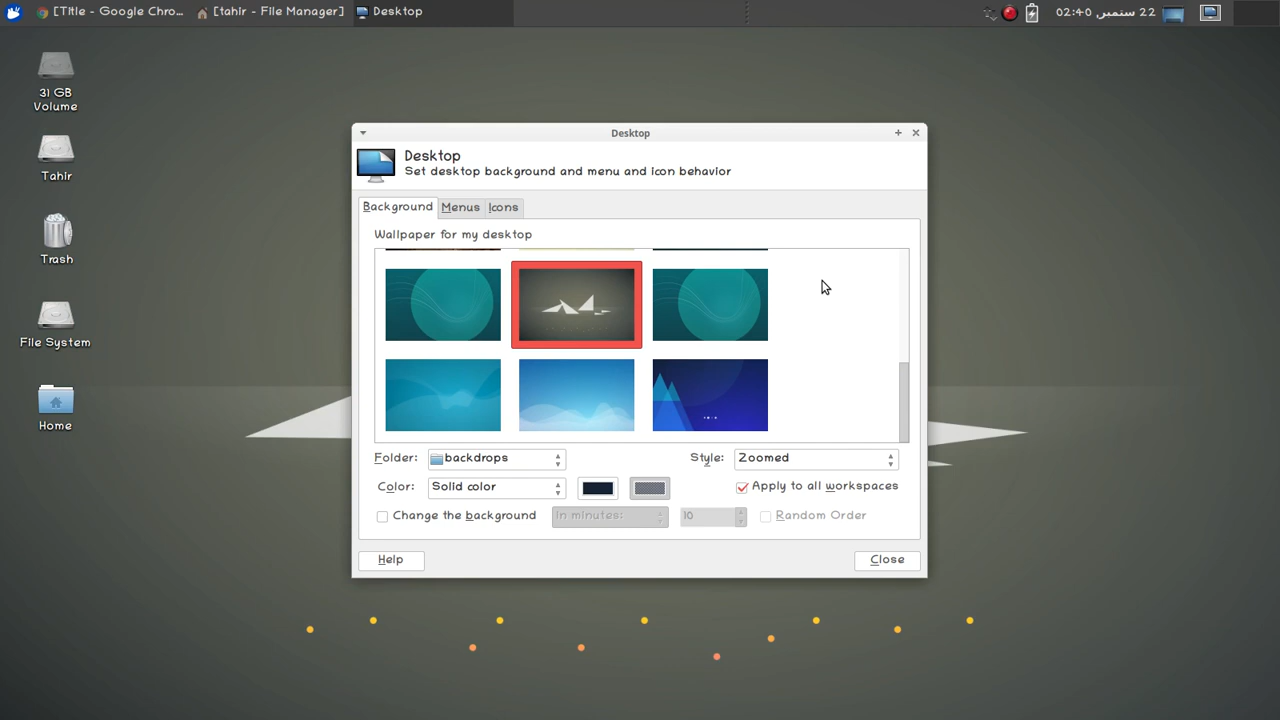 [Title - Google Chro...
[tahir - File Manager]
Desktop
22 ستمبر, 02:40
31 GB
Volume
Tahir
Trash
File System
Home
Desktop
Desktop
Set desktop background and menu and icon behavior
Background
Menus
Icons
Wallpaper for my desktop
Folder:
backdrops
Style:
Zoomed
Color:
Solid color
Apply to all workspaces
Change the background
In minutes:
10
Random Order
Help
Close